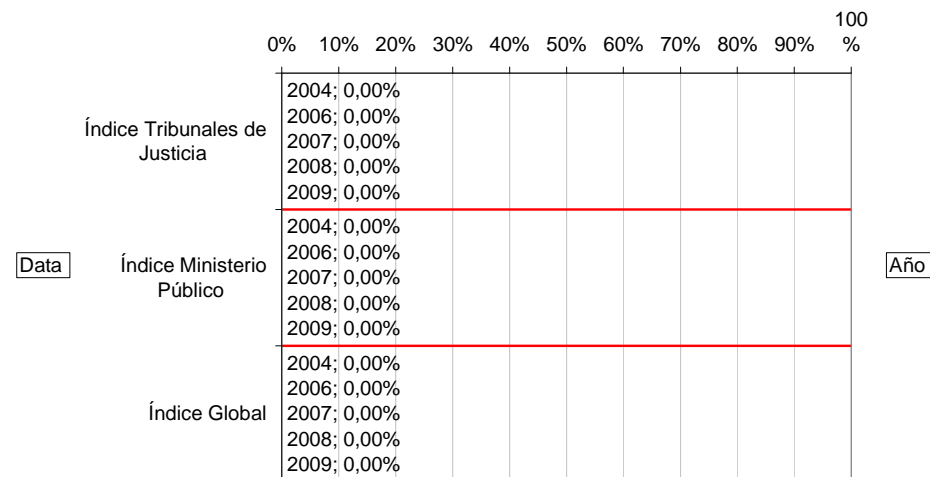 100
0% 10% 20% 30% 40% 50% 60% 70% 80% 90% %
Índice Tribunales de
Justicia
2004; 0,00%
2006; 0,00%
2007; 0,00%
2008; 0,00%
2009; 0,00%
Data
Índice Ministerio
Público
2004; 0,00%
2006; 0,00%
2007; 0,00%
2008; 0,00%
2009; 0,00%
Año
Índice Global
2004; 0,00%
2006; 0,00%
2007; 0,00%
2008; 0,00%
2009; 0,00%